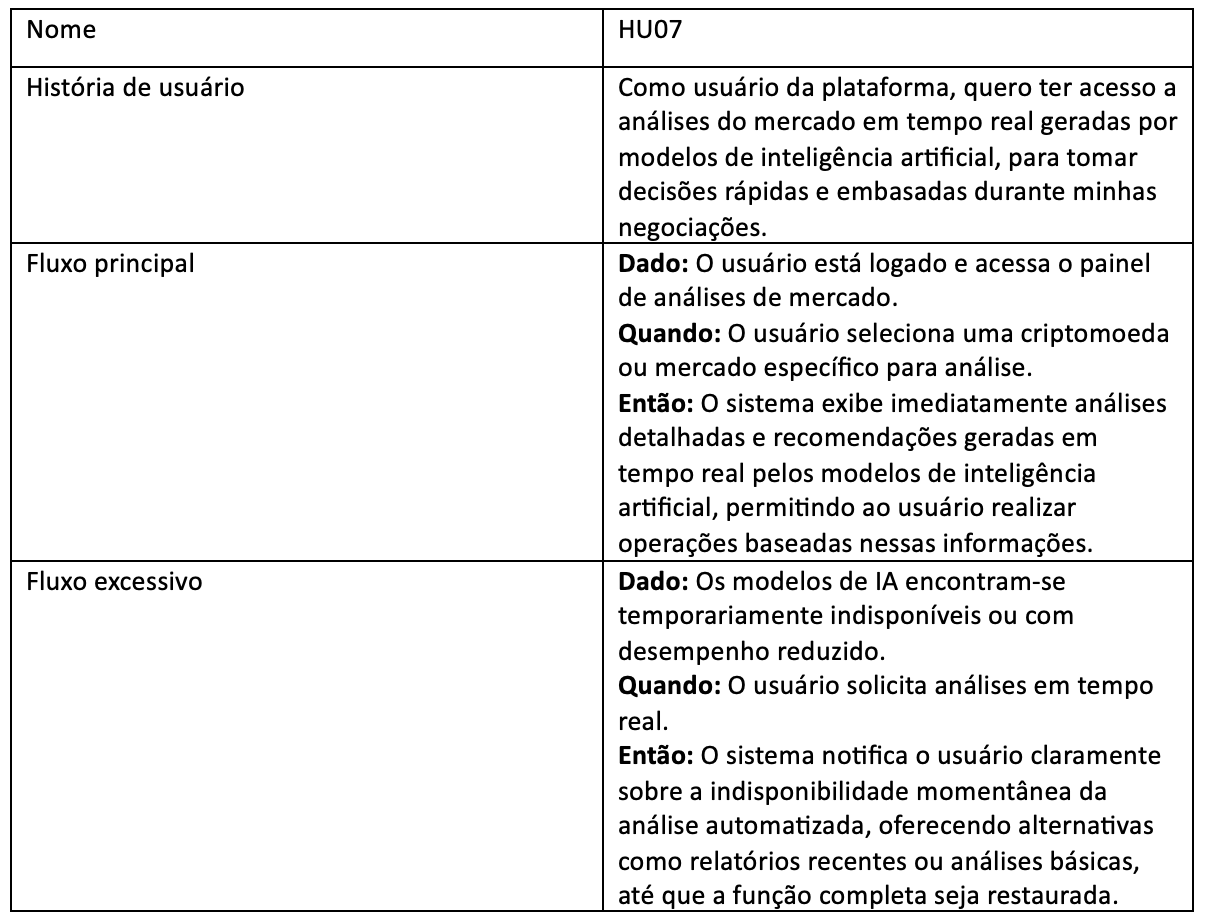 Nome
HU07
História de usuário
Como usuário da plataforma, quero ter acesso a
análises do mercado em tempo real geradas por
modelos de inteligência artificial, para tomar
decisões rápidas e embasadas durante minhas
negociações.
Fluxo principal
Dado: O usuário está logado e acessa o painel
de análises de mercado.
Quando: O usuário seleciona uma criptomoeda
ou mercado específico para análise.
Então: O sistema exibe imediatamente análises
detalhadas e recomendações geradas em
tempo real pelos modelos de inteligência
artificial, permitindo ao usuário realizar
operações baseadas nessas informações.
Fluxo excessivo
Dado: Os modelos de IA encontram-se
temporariamente indisponíveis ou com
desempenho reduzido.
Quando: O usuário solicita análises em tempo
real.
Então: O sistema notifica o usuário claramente
sobre a indisponibilidade momentânea da
análise automatizada, oferecendo alternativas
como relatórios recentes ou análises básicas,
até que a função completa seja restaurada.